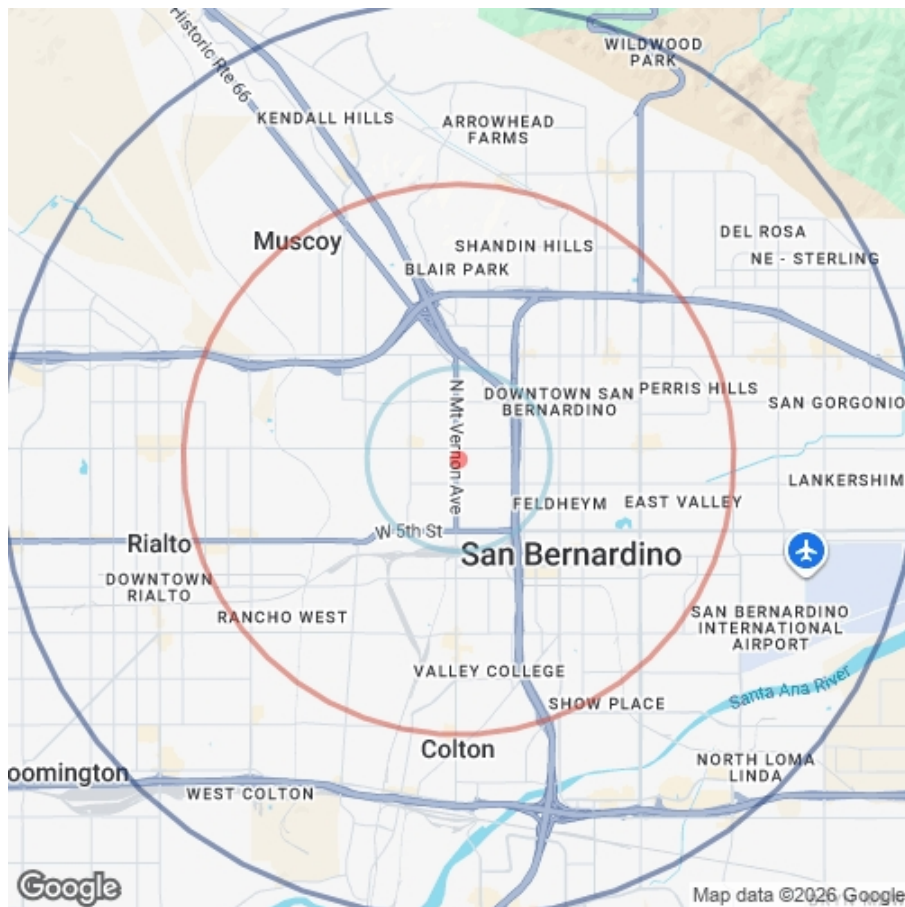 WILDWOOD
PARK
Historic Rte 66
KENDALL HILLS
ARROWHEAD
FARMS
DEL ROSA
Muscoy
SHANDIN HILLS
NE - STERLING
BLAIR PARK
N Mt Vernon Ave
DOWNTOWN SAN
BERNARDINO
PERRIS HILLS
SAN GORGONIO
LANKERSHIM
FELDHEYM
EAST VALLEY
W 5th St
Rialto
San Bernardino
DOWNTOWN
RIALTO
RANCHO WEST
SAN BERNARDINO
INTERNATIONAL
AIRPORT
VALLEY COLLEGE
Santa Ana River
SHOW PLACE
Colton
NORTH LOMA
LINDA
oomington
WEST COLTON
Google
Map data ©2026 Google